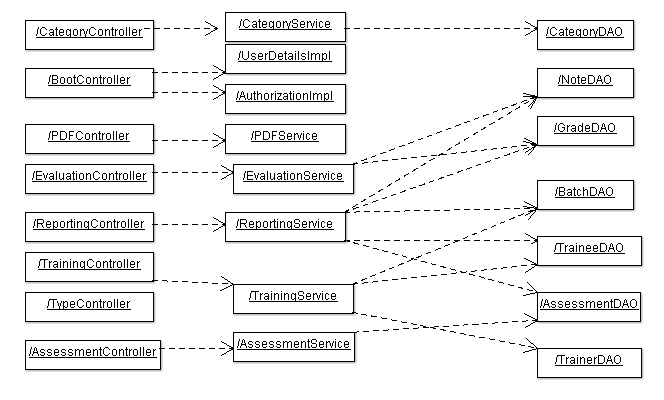 /CategoryController
/CategoryService
/CategoryDAO
/UserDetailsImpl
/BootController
/NoteDAO
/AuthorizationImpl
/PDFController
/PDFService
/GradeDAO
/EvaluationController
/EvaluationService
/BatchDAO
/ReportingController
/ReportingService
/TraineeDAO
/TrainingController
/TrainingService
/TypeController
/AssessmentDAO
/AssessmentController
/AssessmentService
/TrainerDAO